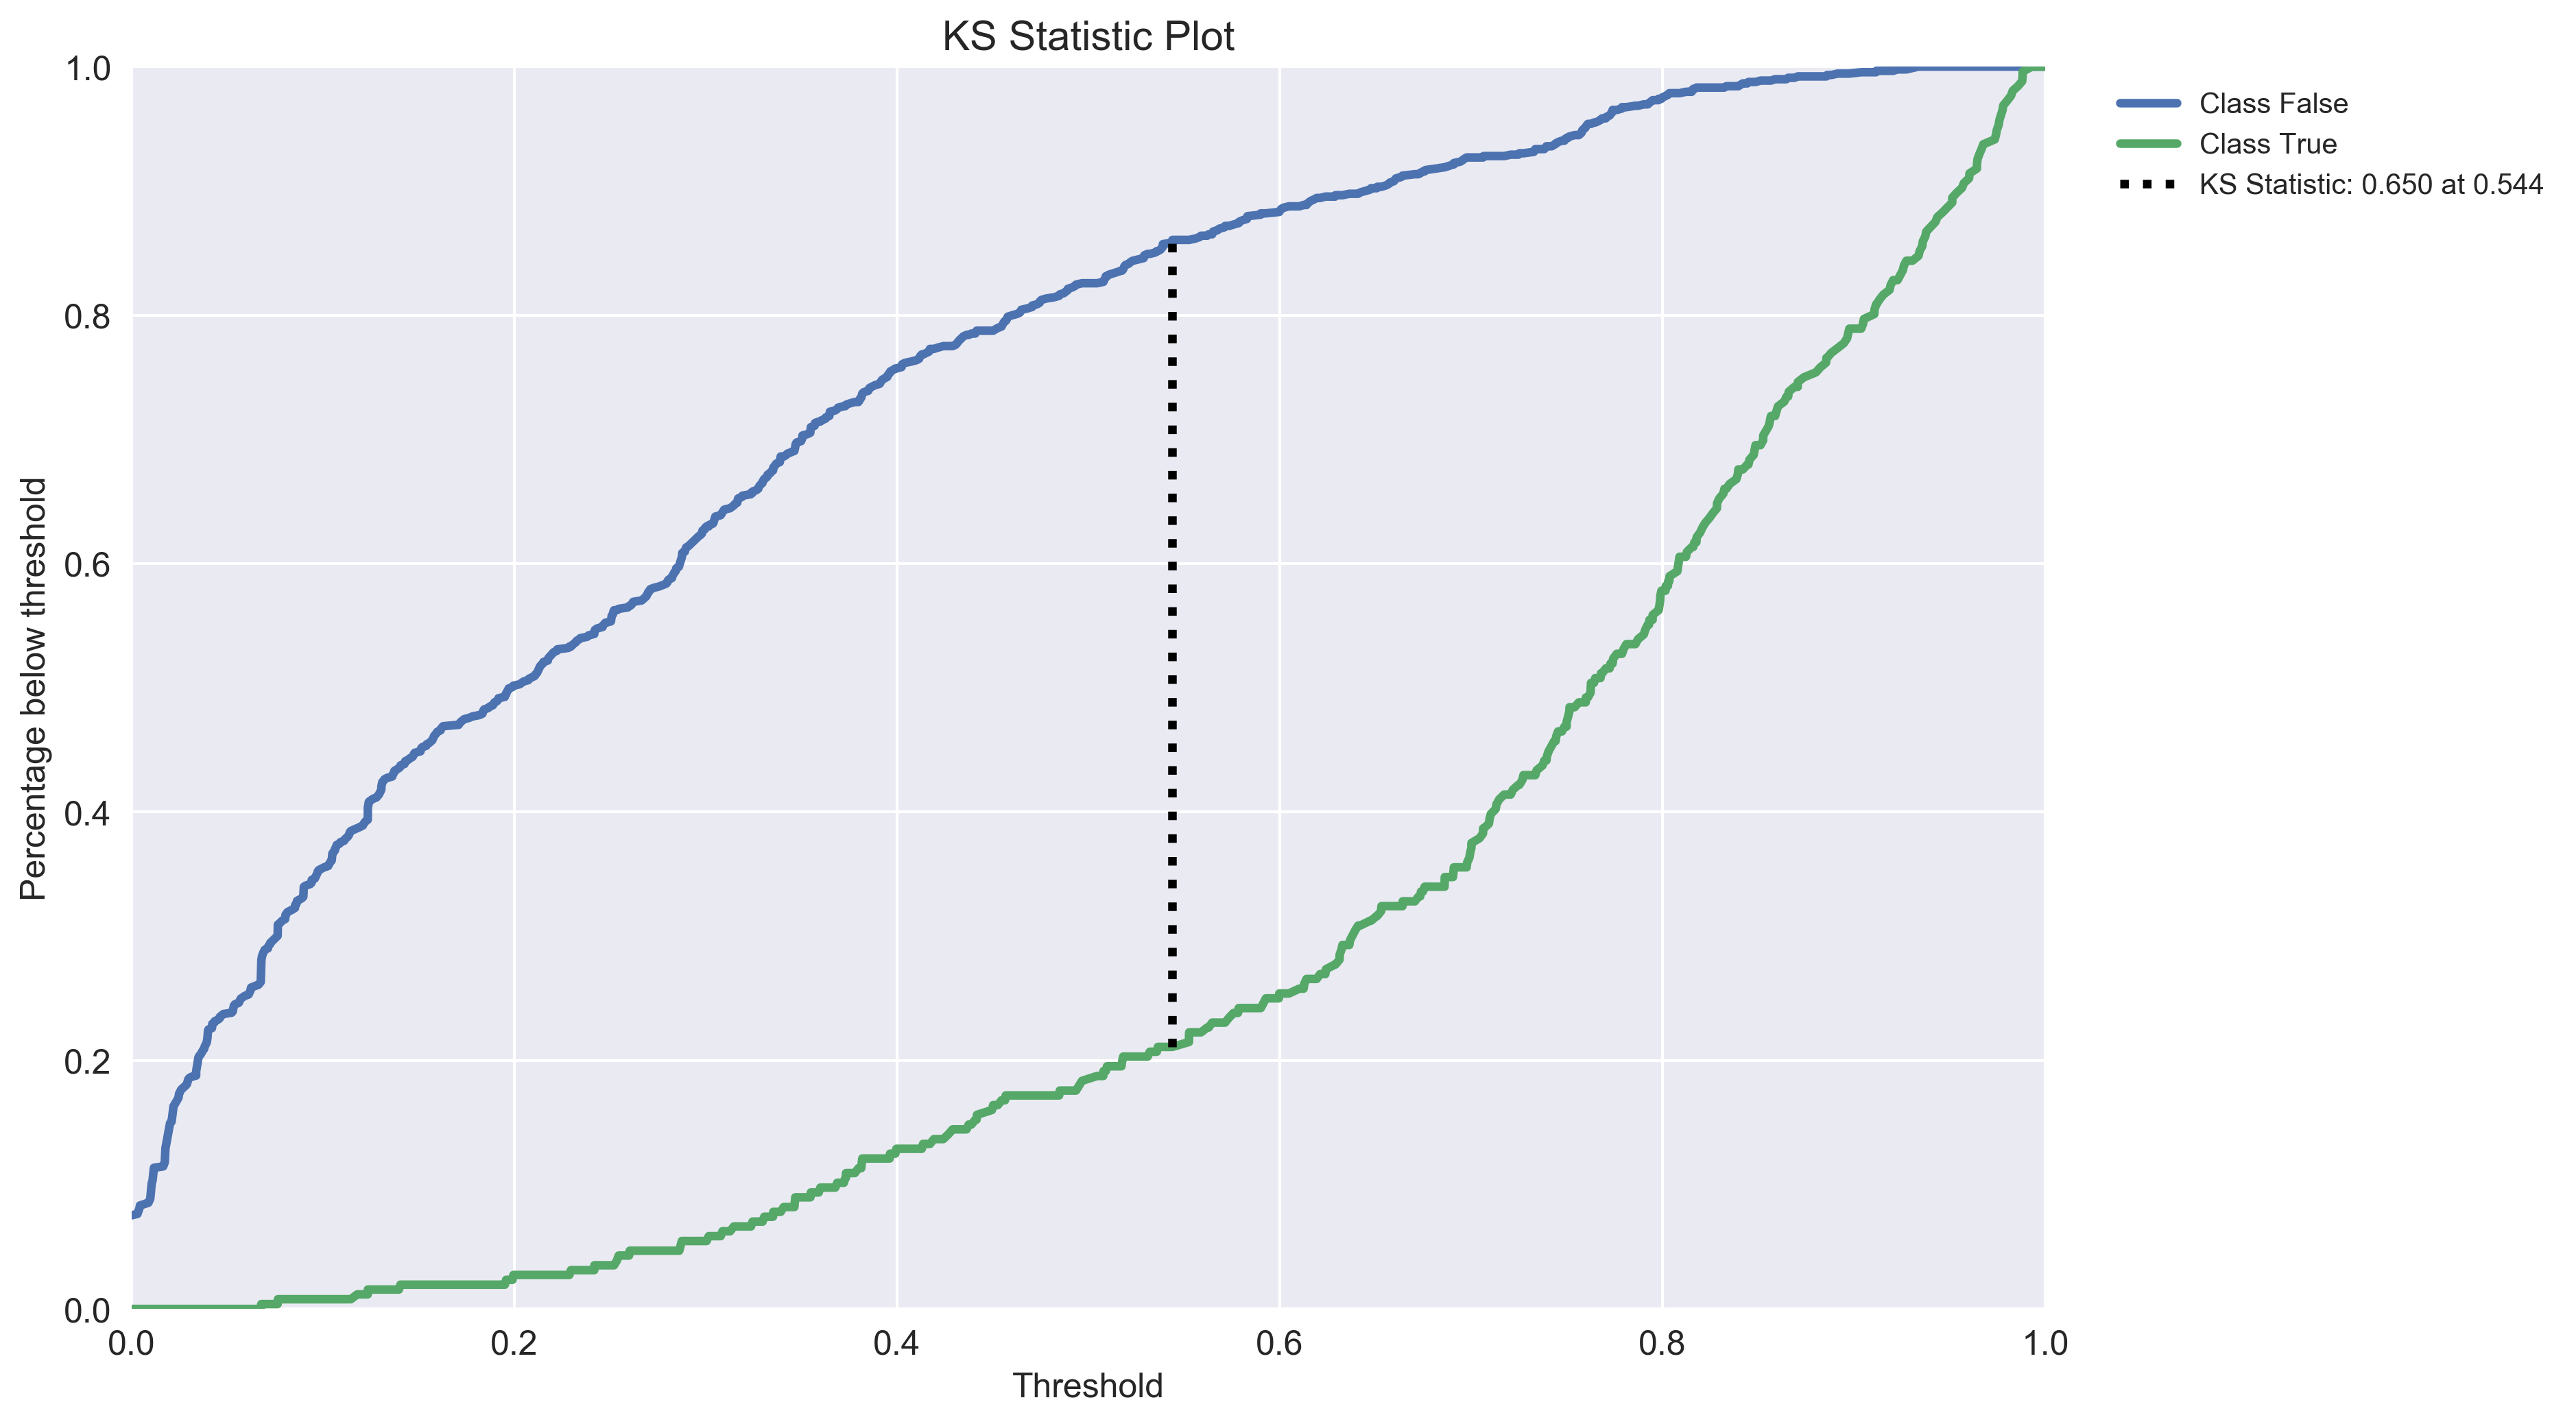 KS Statistic Plot
1.0
0.8
0.6
0.4
0.2
0.0
Percentage below threshold
0.0
0.2
0.4
0.6
0.8
1.0
Threshold
Class False
Class True
KS Statistic: 0.650 at 0.544